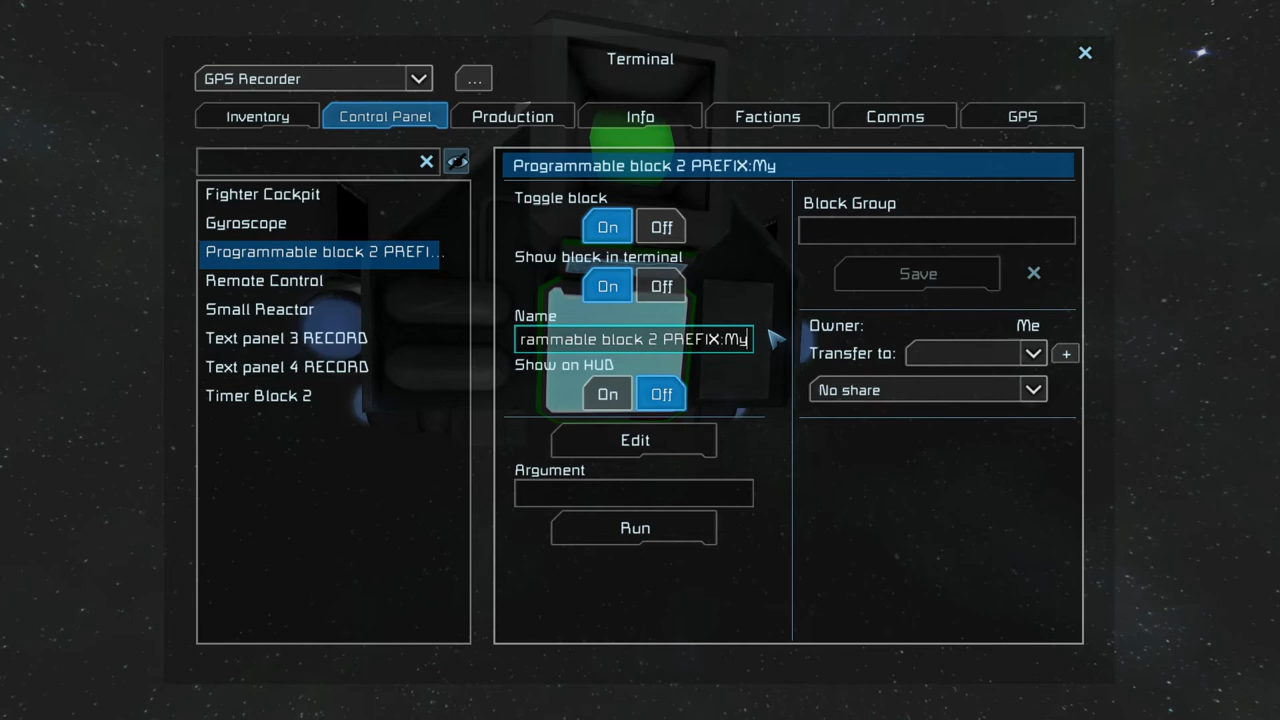 Terminal
GPS Recorder
...
Inventory
Control Panel
Production
Info
Factions
Comms
GPS
Fighter Cockpit
Gyroscope
Programmable block 2 PREFI...
Remote Control
Small Reactor
Text panel 3 RECORD
Text panel 4 RECORD
Timer Block 2
Programmable block 2 PREFIX:My
Toggle block
On Off
Show block in terminal
On Off
Name
rammable block 2 PREFIX:My
Show on HUD
On Off
Edit
Argument
Run
Block Group
Save
Owner: Me
Transfer to:
+
No share